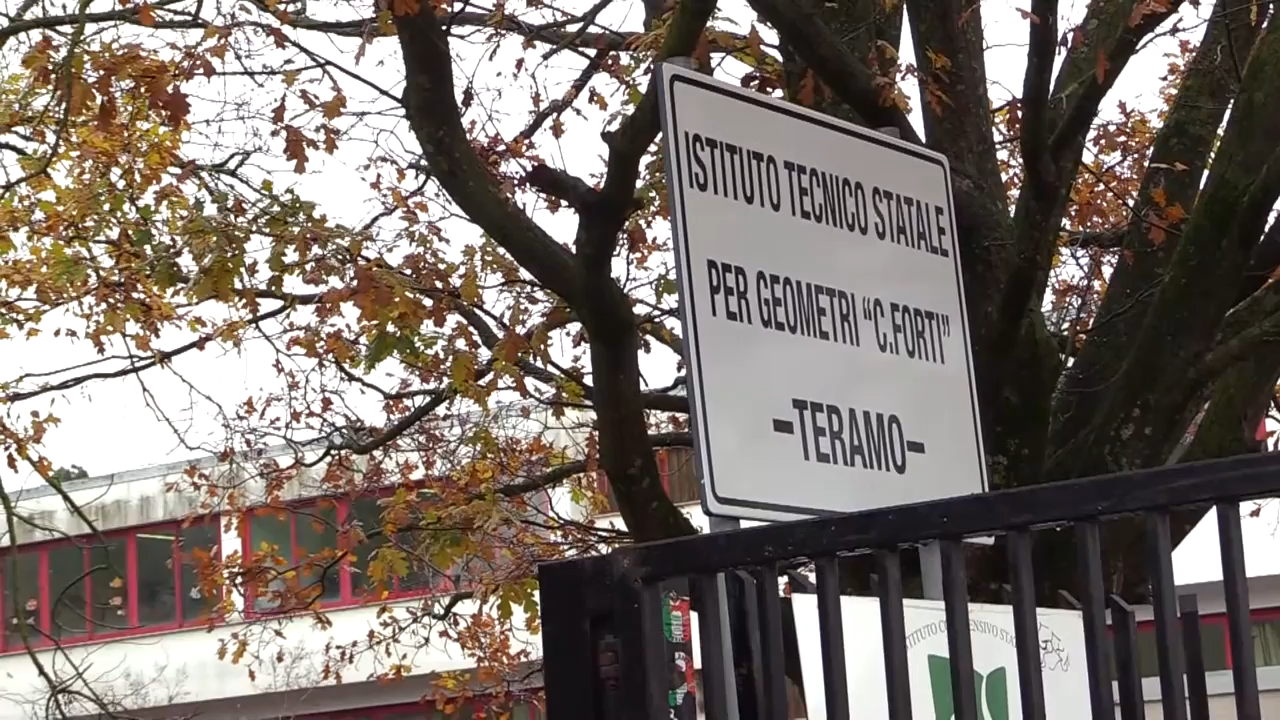 ISTITUTO TECNICO STATALE
PER GEOMETRI “C.FORTI”
–TERAMO–